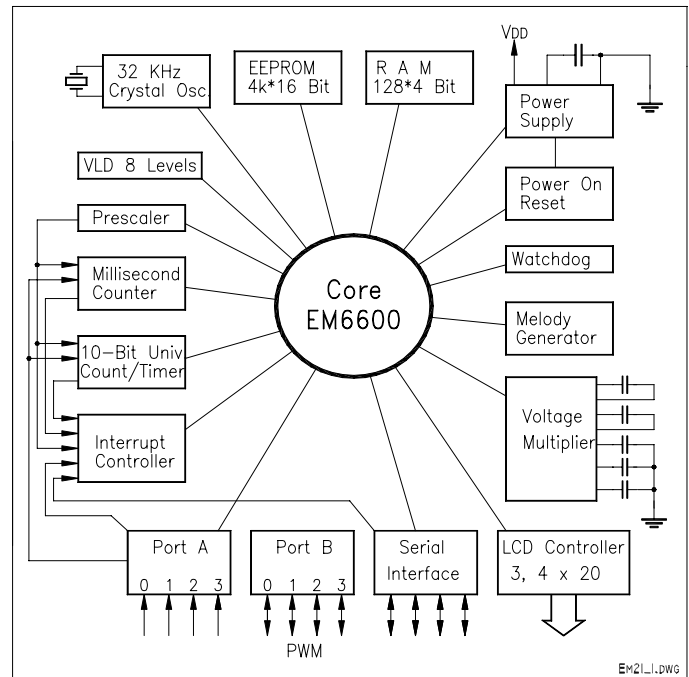 32 KHz
Crystal Osc.
EEPROM
4k*16 Bit
R A M
128*4 Bit
VDD
Power
Supply
VLD 8 Levels
Power On
Reset
Prescaler
Millisecond
Counter
Core
EM6600
Watchdog
Melody
Generator
10-Bit Univ
Count/Timer
Voltage
Multiplier
Interrupt
Controller
Port A
0 1 2 3
Port B
0 1 2 3
Serial
Interface
LCD Controller
3, 4 x 20
PWM
EM21_1.DWG